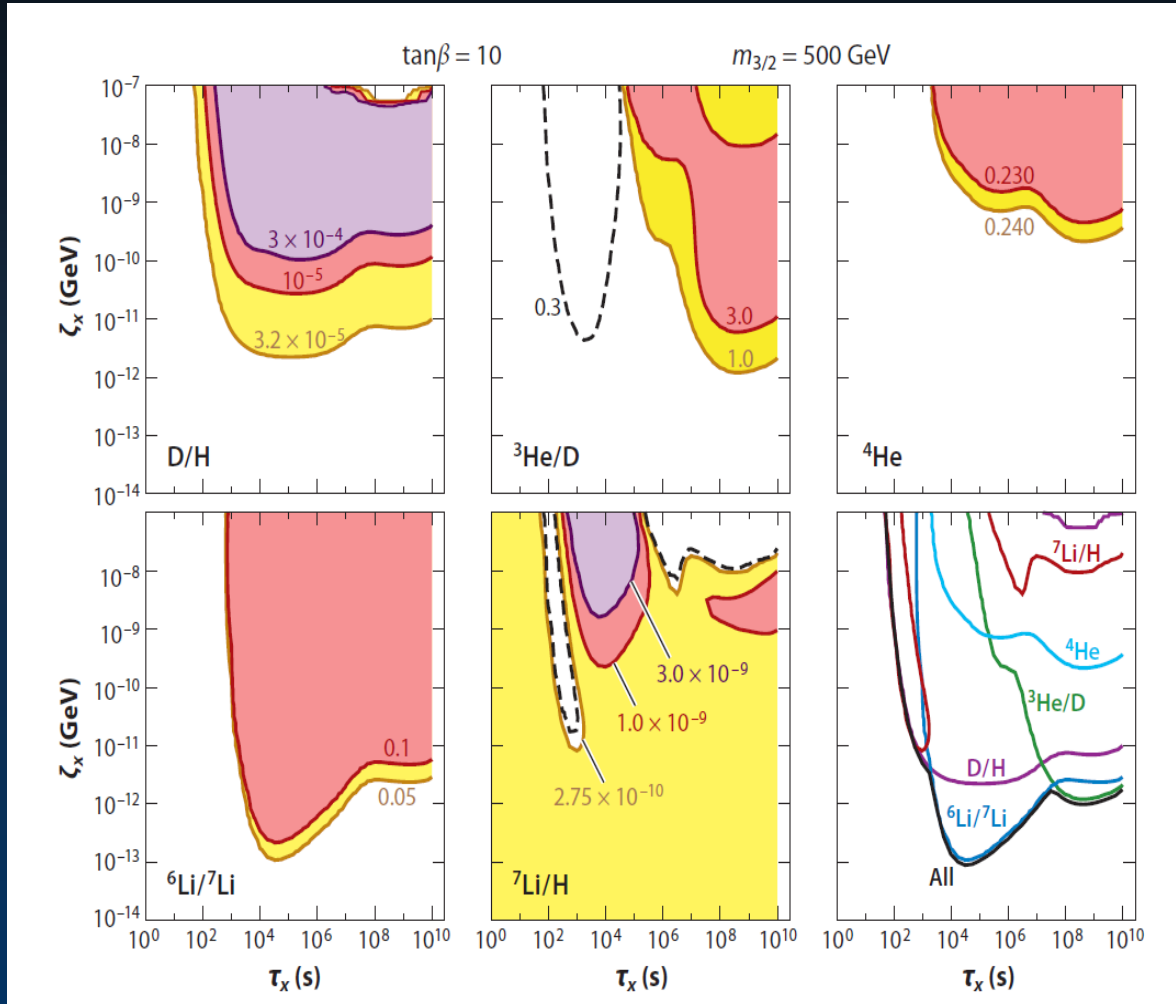 tanβ = 10 m₃/₂ = 500 GeV
10⁻⁷
10⁻⁸
10⁻⁹
10⁻¹⁰
10⁻¹¹
10⁻¹²
10⁻¹³
10⁻¹⁴
ζₓ (GeV)
3 × 10⁻⁴
10⁻⁵
3.2 × 10⁻⁵
D/H
0.3
3.0
1.0
³He/D
0.230
0.240
⁴He
10⁻⁸
10⁻⁹
10⁻¹⁰
10⁻¹¹
10⁻¹²
10⁻¹³
10⁻¹⁴
ζₓ (GeV)
0.1
0.05
⁶Li/⁷Li
10⁰ 10² 10⁴ 10⁶ 10⁸ 10¹⁰
τₓ (s)
3.0 × 10⁻⁹
1.0 × 10⁻⁹
2.75 × 10⁻¹⁰
⁷Li/H
10⁰ 10² 10⁴ 10⁶ 10⁸ 10¹⁰
τₓ (s)
⁷Li/H
⁴He
³He/D
D/H
⁶Li/⁷Li
All
10⁰ 10² 10⁴ 10⁶ 10⁸ 10¹⁰
τₓ (s)